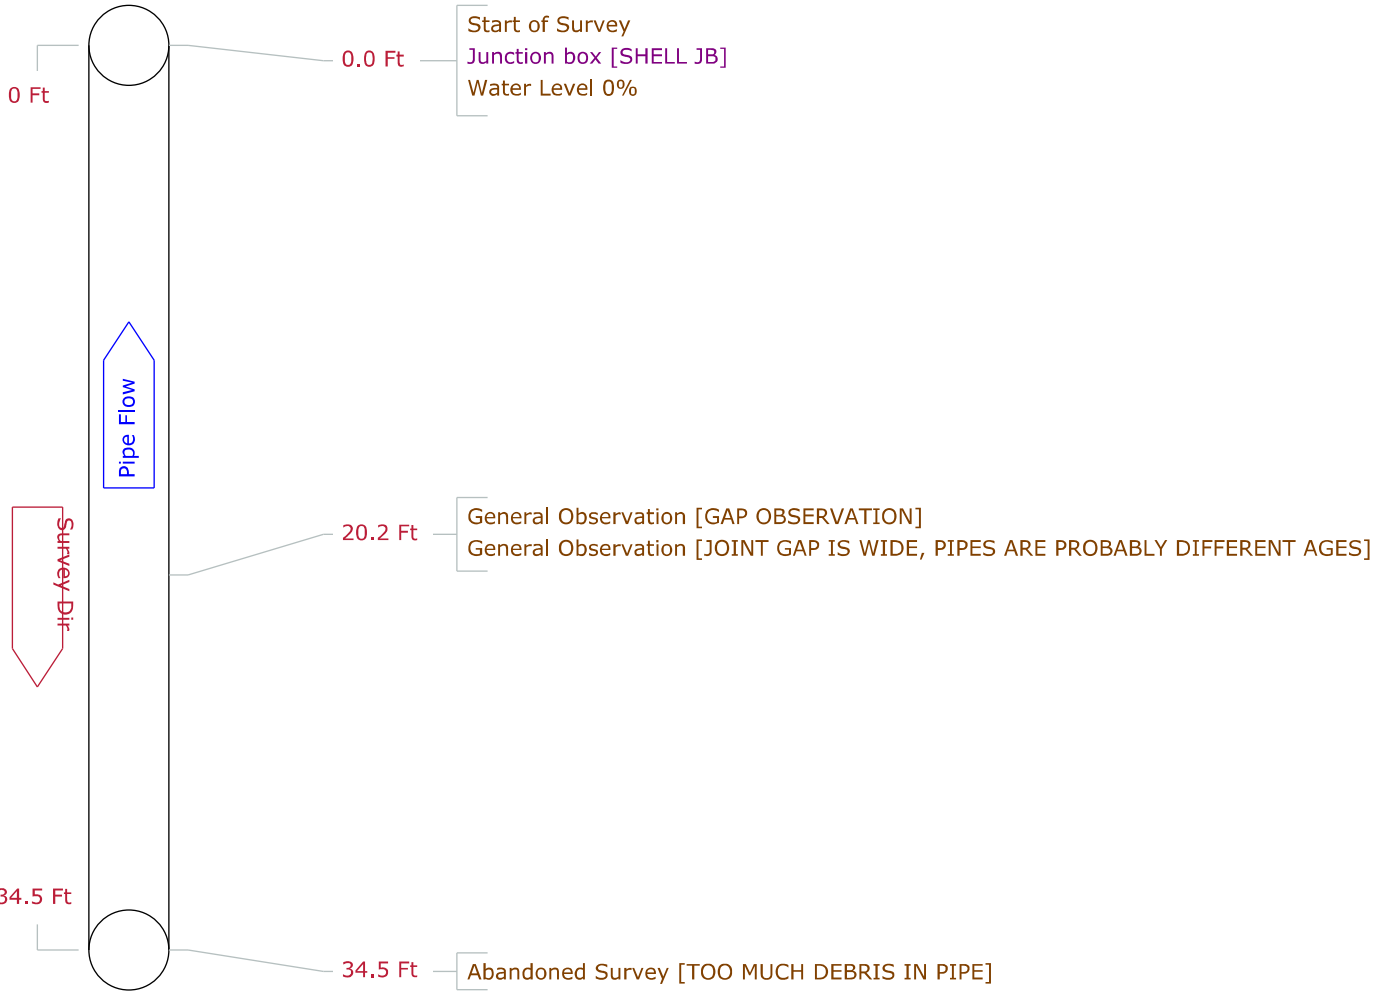 Start of Survey
0.0 Ft
Junction box [SHELL JB]
0 Ft
Water Level 0%
Pipe Flow
Survey Dir
General Observation [GAP OBSERVATION]
20.2 Ft
General Observation [JOINT GAP IS WIDE, PIPES ARE PROBABLY DIFFERENT AGES]
34.5 Ft
34.5 Ft
Abandoned Survey [TOO MUCH DEBRIS IN PIPE]